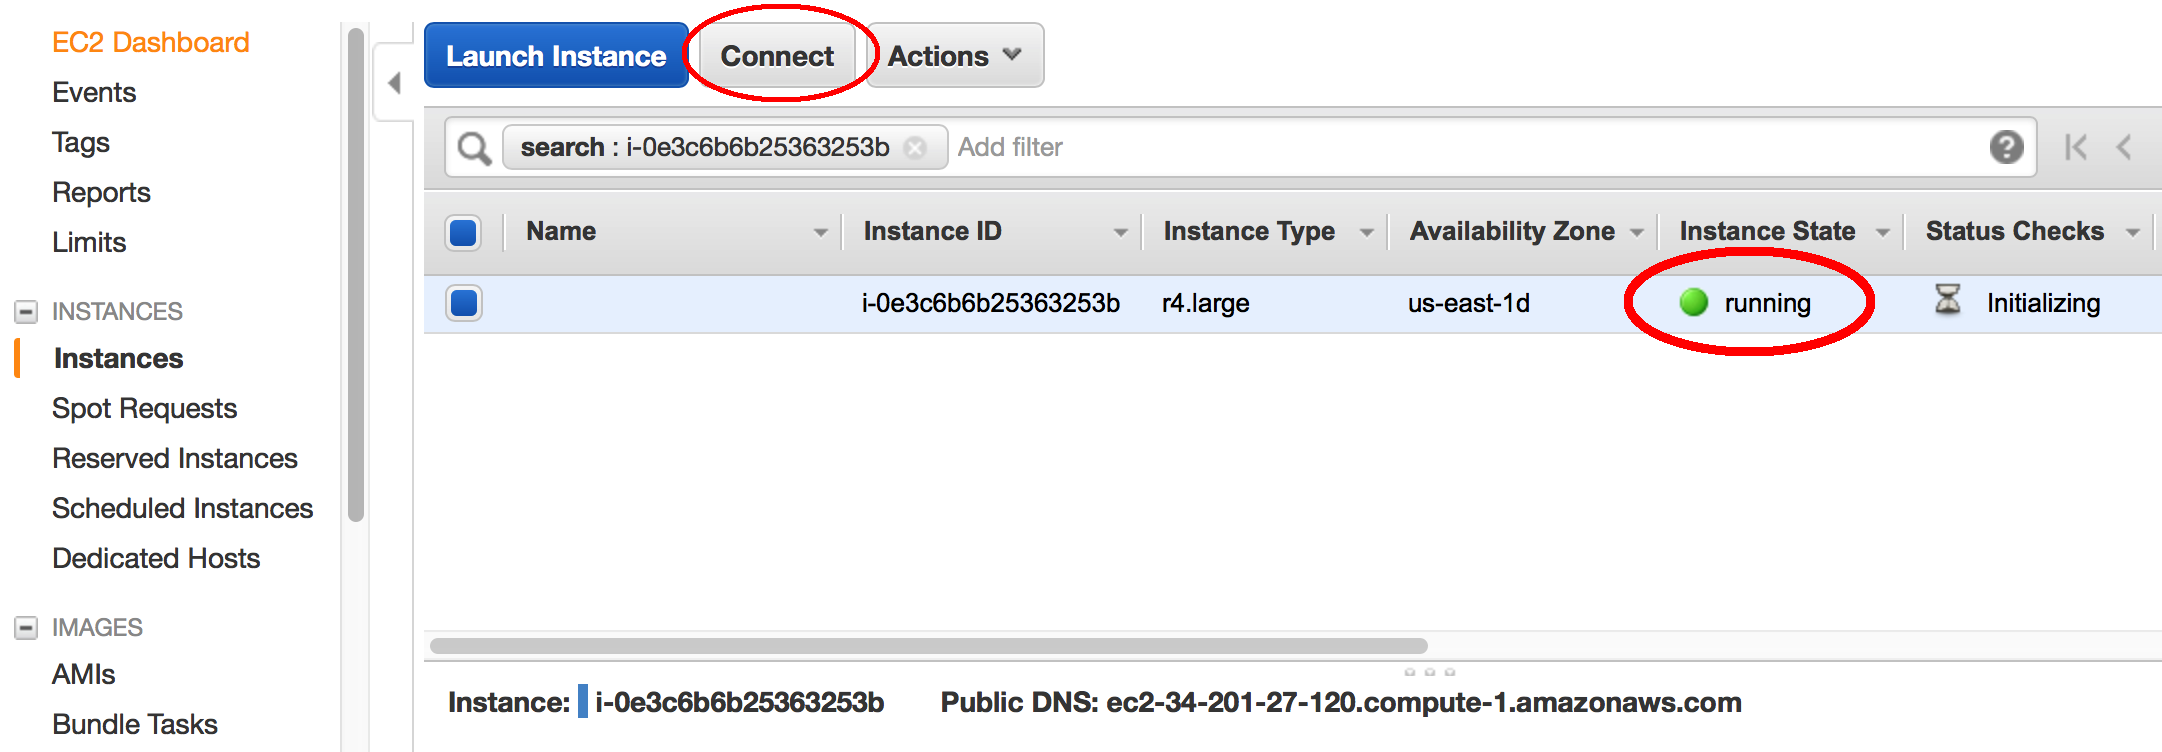 EC2 Dashboard
Events
Tags
Reports
Limits
INSTANCES
Instances
Spot Requests
Reserved Instances
Scheduled Instances
Dedicated Hosts
IMAGES
AMIs
Bundle Tasks
Launch Instance Connect Actions
search : i-0e3c6b6b25363253b Add filter ?
Name Instance ID Instance Type Availability Zone Instance State Status Checks
i-0e3c6b6b25363253b r4.large us-east-1d running Initializing
Instance: i-0e3c6b6b25363253b Public DNS: ec2-34-201-27-120.compute-1.amazonaws.com